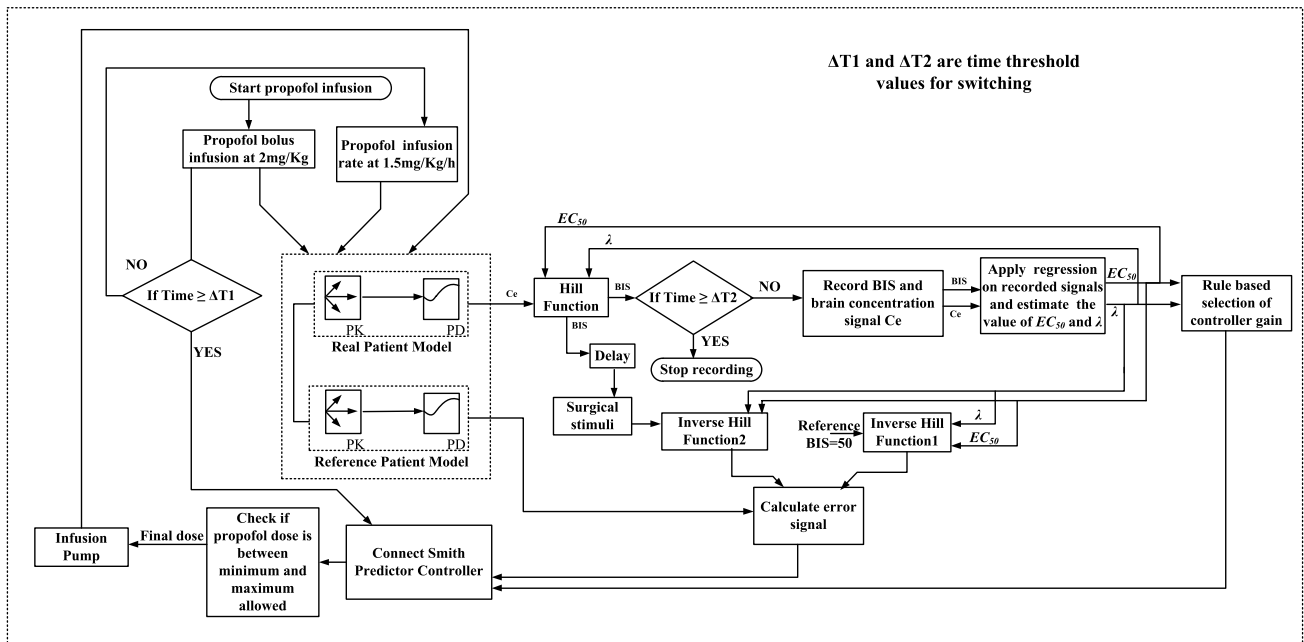 ΔT1 and ΔT2 are time threshold
values for switching
Start propofol infusion
Propofol bolus
infusion at 2mg/Kg
Propofol infusion
rate at 1.5mg/Kg/h
NO
If Time ≥ ΔT1
YES
PK
PD
Real Patient Model
PK
PD
Reference Patient Model
Ce
Hill
Function
BIS
BIS
EC50
λ
If Time ≥ ΔT2
NO
YES
Stop recording
Delay
Surgical
stimuli
Record BIS and
brain concentration
signal Ce
BIS
Ce
Apply regression
on recorded signals
and estimate the
value of EC50 and λ
EC50
λ
Rule based
selection of
controller gain
Inverse Hill
Function2
Reference
BIS=50
Inverse Hill
Function1
λ
EC50
Calculate error
signal
Connect Smith
Predictor Controller
Check if
propofol dose is
between
minimum and
maximum
allowed
Final dose
Infusion
Pump